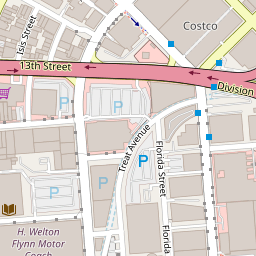 Costco
Isis Street
13th Street
Division
P
P
Treat Avenue
P
P
Florida Street
H. Welton
Flynn Motor
Coach
Florida